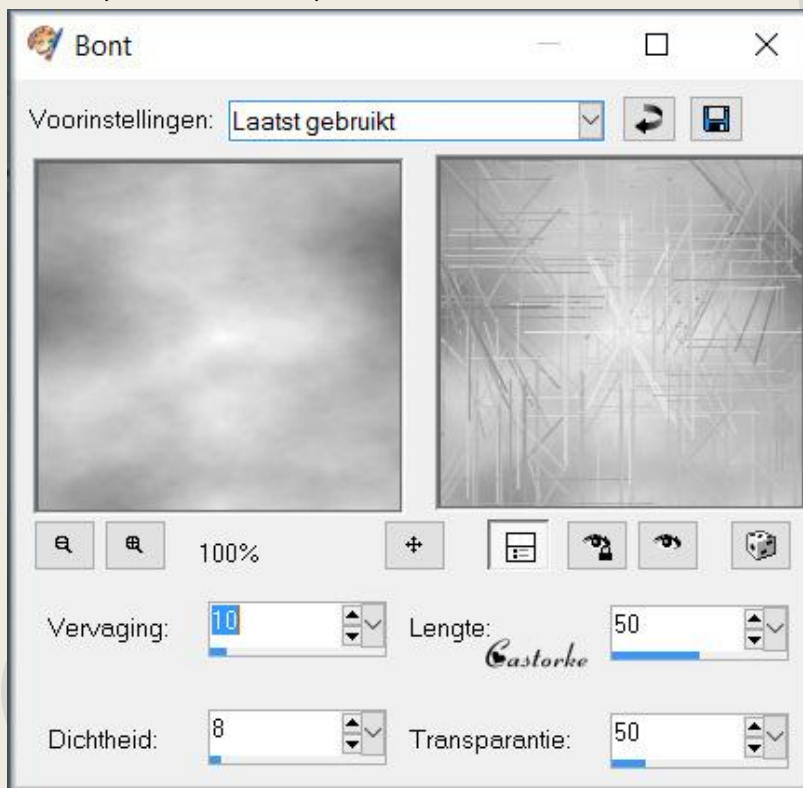 Bont
Voorinstellingen: Laatst gebruikt
100%
Vervaging: 10 Lengte: 50
Castorke
Dichtheid: 8 Transparantie: 50